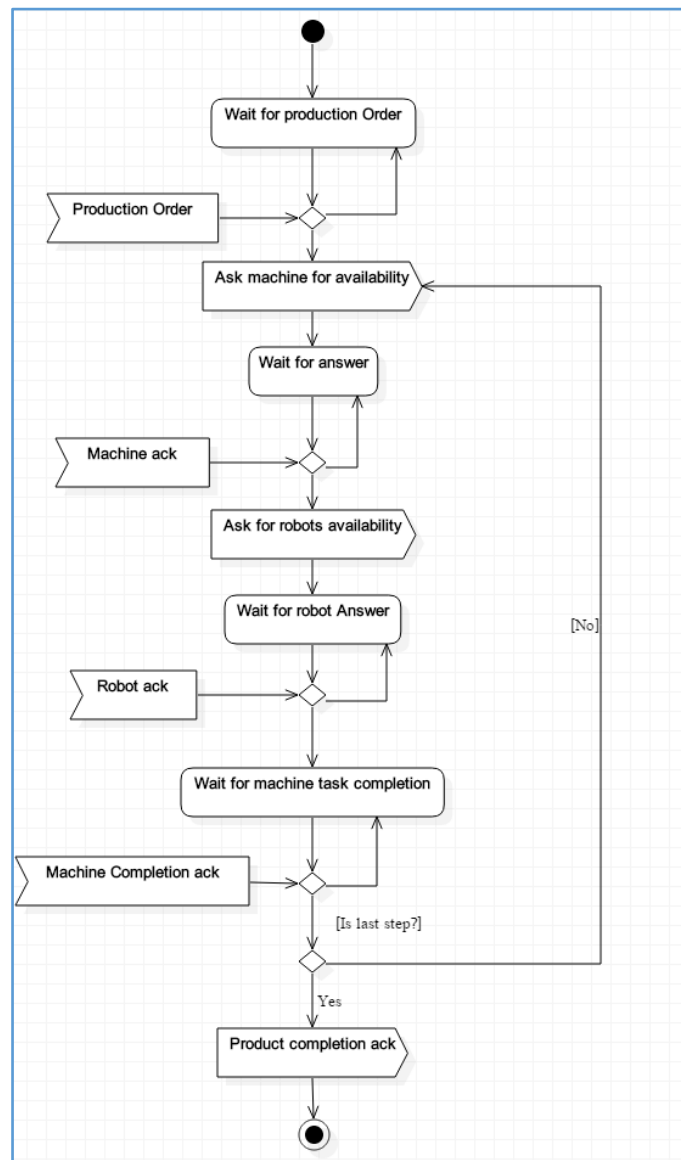 Wait for production Order
Production Order
Ask machine for availability
Wait for answer
Machine ack
Ask for robots availability
Wait for robot Answer
[No]
Robot ack
Wait for machine task completion
Machine Completion ack
[Is last step?]
Yes
Product completion ack